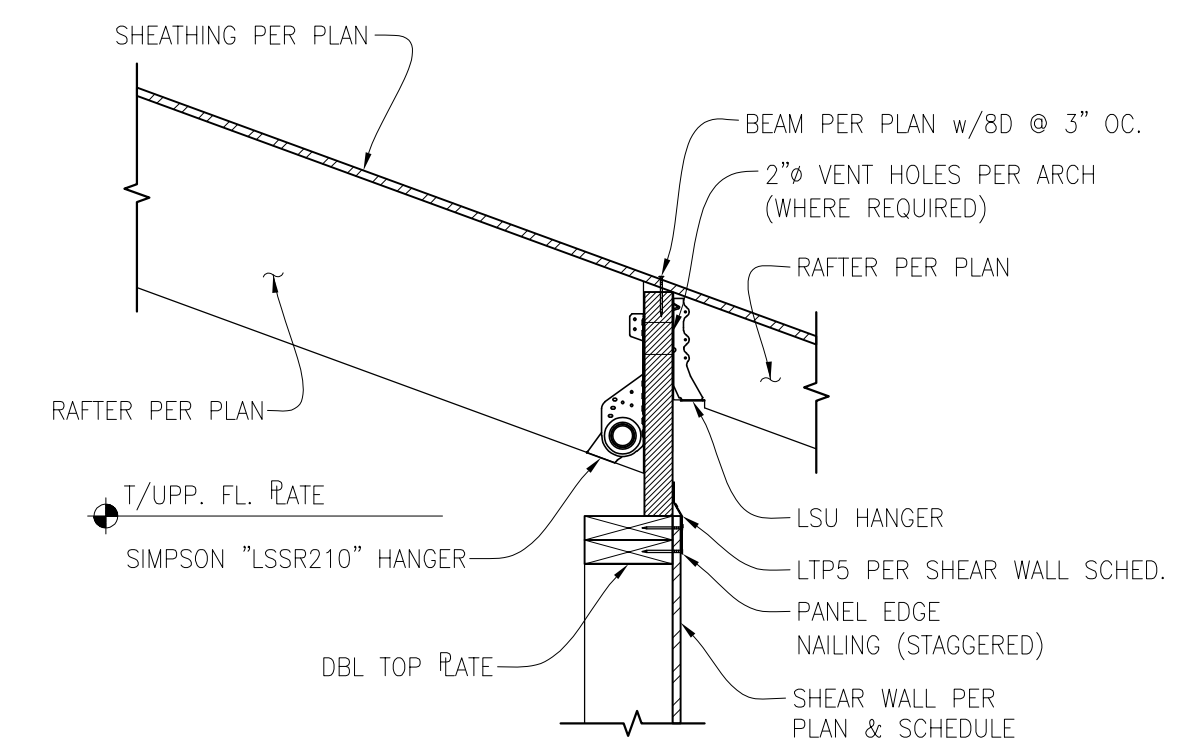 SHEATHING PER PLAN
BEAM PER PLAN w/8D @ 3" OC.
2"ø VENT HOLES PER ARCH
(WHERE REQUIRED)
RAFTER PER PLAN
RAFTER PER PLAN
T/UPP. FL. PLATE
LSU HANGER
SIMPSON "LSSR210" HANGER
LTP5 PER SHEAR WALL SCHED.
PANEL EDGE
NAILING (STAGGERED)
DBL TOP PLATE
SHEAR WALL PER
PLAN & SCHEDULE